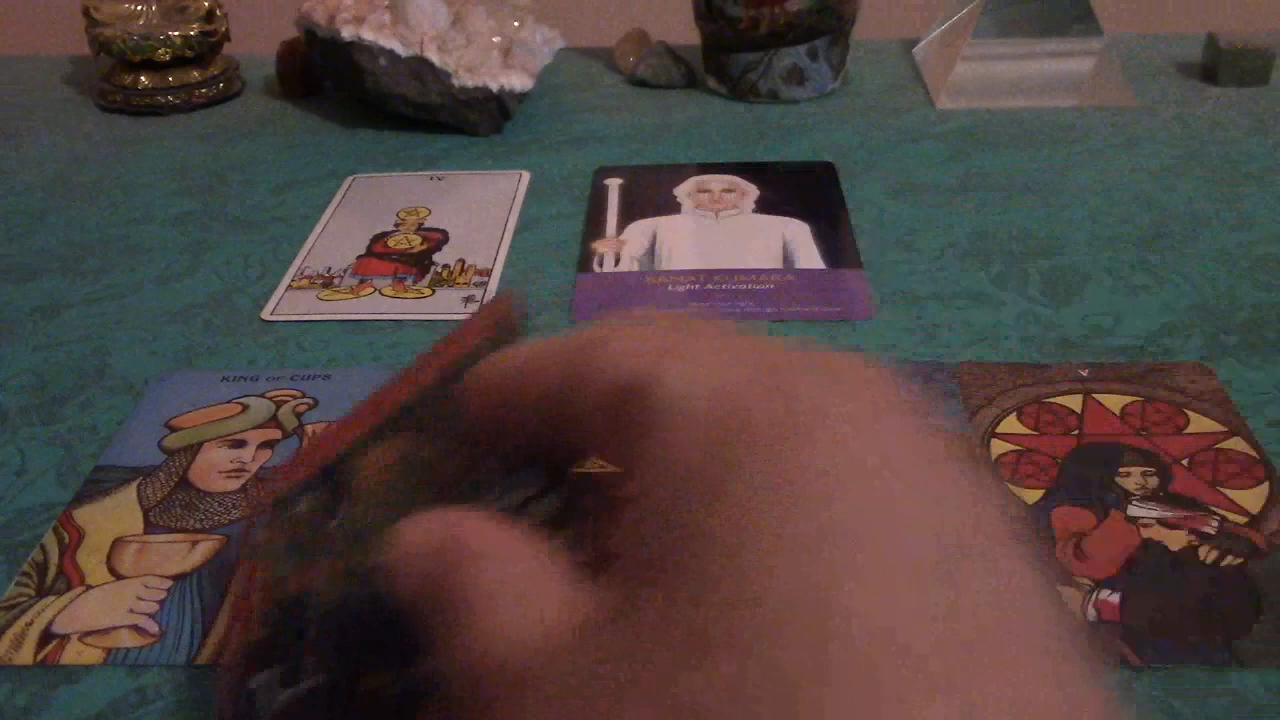 IV
SANAT KUMARA
Light Activation
KING OF CUPS
V